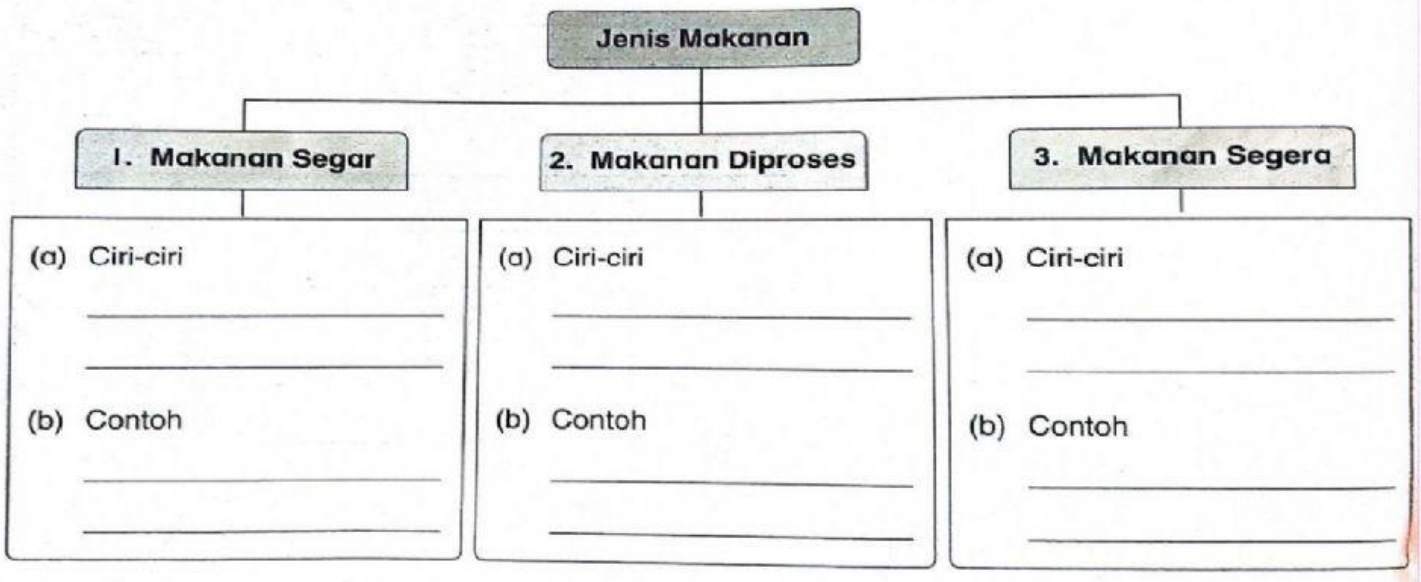 Jenis Makanan
1. Makanan Segar
2. Makanan Diproses
3. Makanan Segera
(a) Ciri-ciri
(b) Contoh
(a) Ciri-ciri
(b) Contoh
(a) Ciri-ciri
(b) Contoh